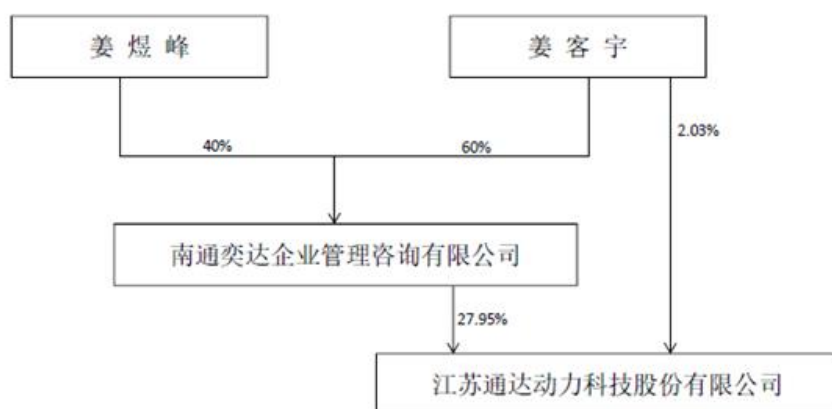 姜煜峰
姜客宇
2.03%
40%
60%
南通奕达企业管理咨询有限公司
27.95%
江苏通达动力科技股份有限公司